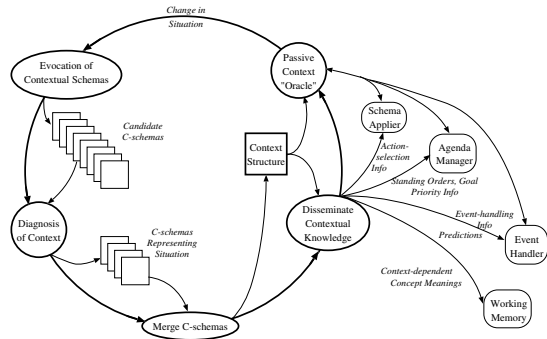 Change in
Situation
Evocation of
Contextual Schemas
Passive
Context
"Oracle"
Candidate
C-schemas
Schema
Applier
Action-
selection
Info
Agenda
Manager
Context
Structure
Standing Orders, Goal
Priority Info
Diagnosis
of Context
C-schemas
Representing
Situation
Disseminate
Contextual
Knowledge
Event-handling
Info
Predictions
Event
Handler
Context-dependent
Concept Meanings
Working
Memory
Merge C-schemas